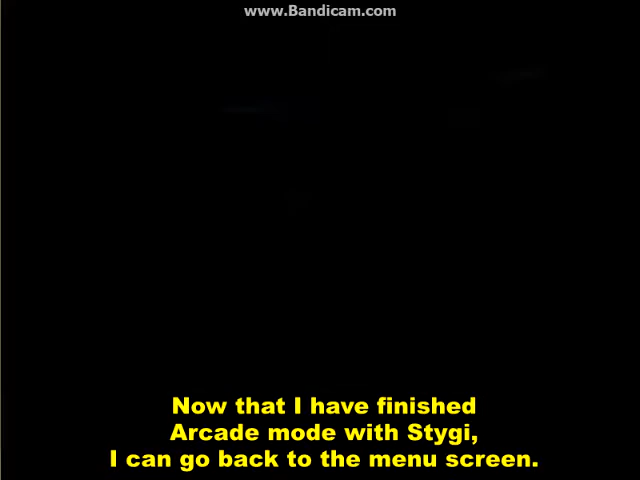 www.Bandicam.com
Now that I have finished
Arcade mode with Stygi,
I can go back to the menu screen.